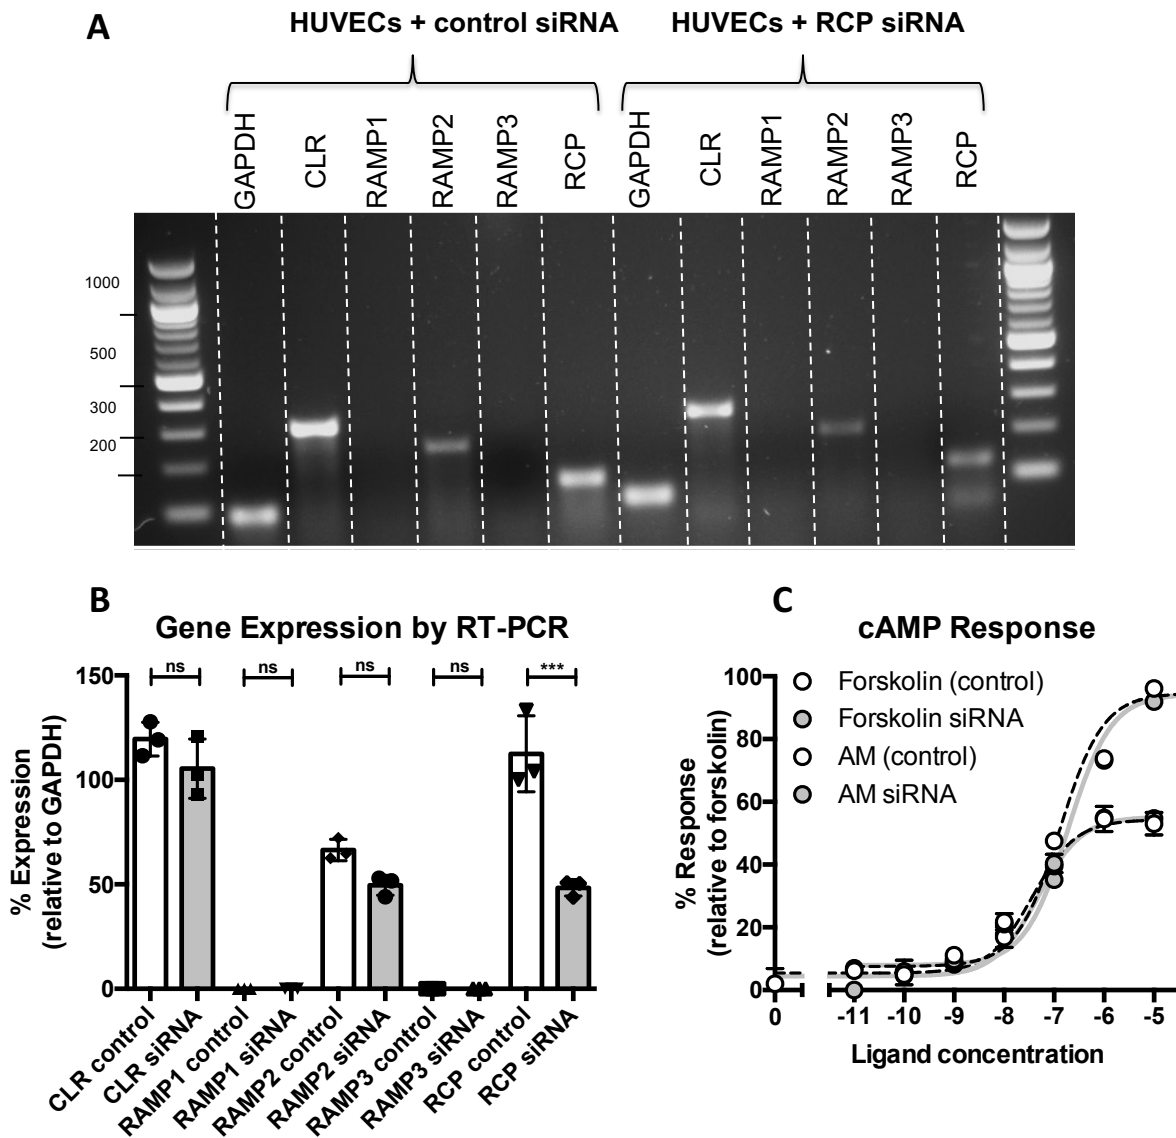 A
HUVECs + control siRNA
HUVECs + RCP siRNA
GAPDH
CLR
RAMP1
RAMP2
RAMP3
RCP
GAPDH
CLR
RAMP1
RAMP2
RAMP3
RCP
1000
500
300
200
B
Gene Expression by RT-PCR
% Expression
(relative to GAPDH)
150
100
50
0
ns
ns
ns
ns
***
CLR control
CLR siRNA
RAMP1 control
RAMP1 siRNA
RAMP2 control
RAMP2 siRNA
RAMP3 control
RAMP3 siRNA
RCP control
RCP siRNA
C
cAMP Response
% Response
(relative to forskolin)
100
80
60
40
20
0
Forskolin (control)
Forskolin siRNA
AM (control)
AM siRNA
0 -11 -10 -9 -8 -7 -6 -5
Ligand concentration